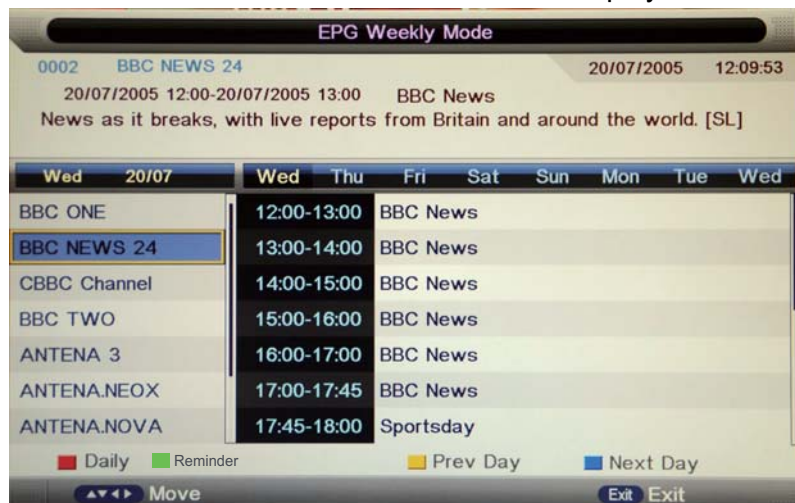 EPG Weekly Mode
0002 BBC NEWS 24 20/07/2005 12:09:53
20/07/2005 12:00-20/07/2005 13:00 BBC News
News as it breaks, with live reports from Britain and around the world. [SL]
Wed 20/07 Wed Thu Fri Sat Sun Mon Tue Wed
BBC ONE 12:00-13:00 BBC News
BBC NEWS 24 13:00-14:00 BBC News
CBBC Channel 14:00-15:00 BBC News
BBC TWO 15:00-16:00 BBC News
ANTENA 3 16:00-17:00 BBC News
ANTENA.NEOX 17:00-17:45 BBC News
ANTENA.NOVA 17:45-18:00 Sportsday
Daily Reminder Prev Day Next Day
Move Exit Exit